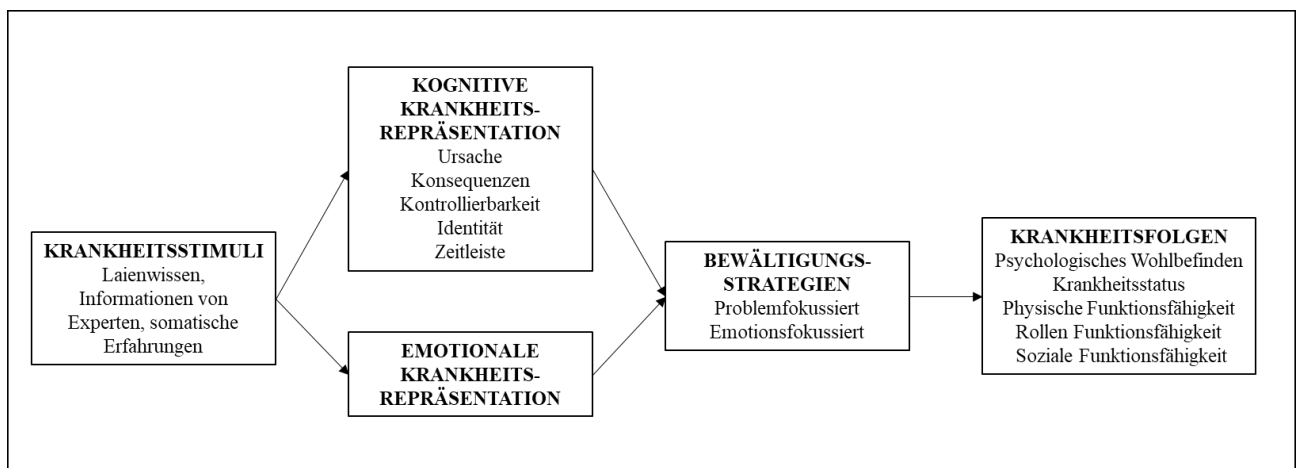 KRANKHEITSSTIMULI
Laienwissen,
Informationen von
Experten, somatische
Erfahrungen
KOGNITIVE
KRANKHEITS-
REPRÄSENTATION
Ursache
Konsequenzen
Kontrollierbarkeit
Identität
Zeitleiste
EMOTIONALE
KRANKHEITS-
REPRÄSENTATION
BEWÄLTIGUNGS-
STRATEGIEN
Problemfokussiert
Emotionsfokussiert
KRANKHEITSFOLGEN
Psychologisches Wohlbefinden
Krankheitsstatus
Physische Funktionsfähigkeit
Rollen Funktionsfähigkeit
Soziale Funktionsfähigkeit